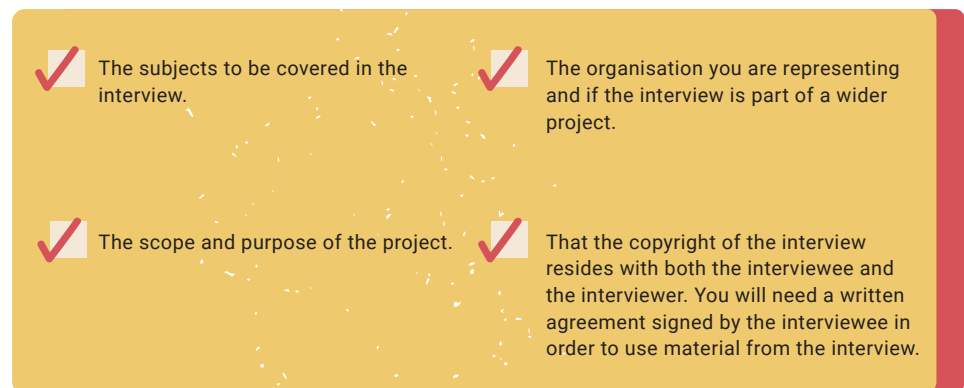 The subjects to be covered in the
interview.
The organisation you are representing
and if the interview is part of a wider
project.
The scope and purpose of the project.
That the copyright of the interview
resides with both the interviewee and
the interviewer. You will need a written
agreement signed by the interviewee in
order to use material from the interview.